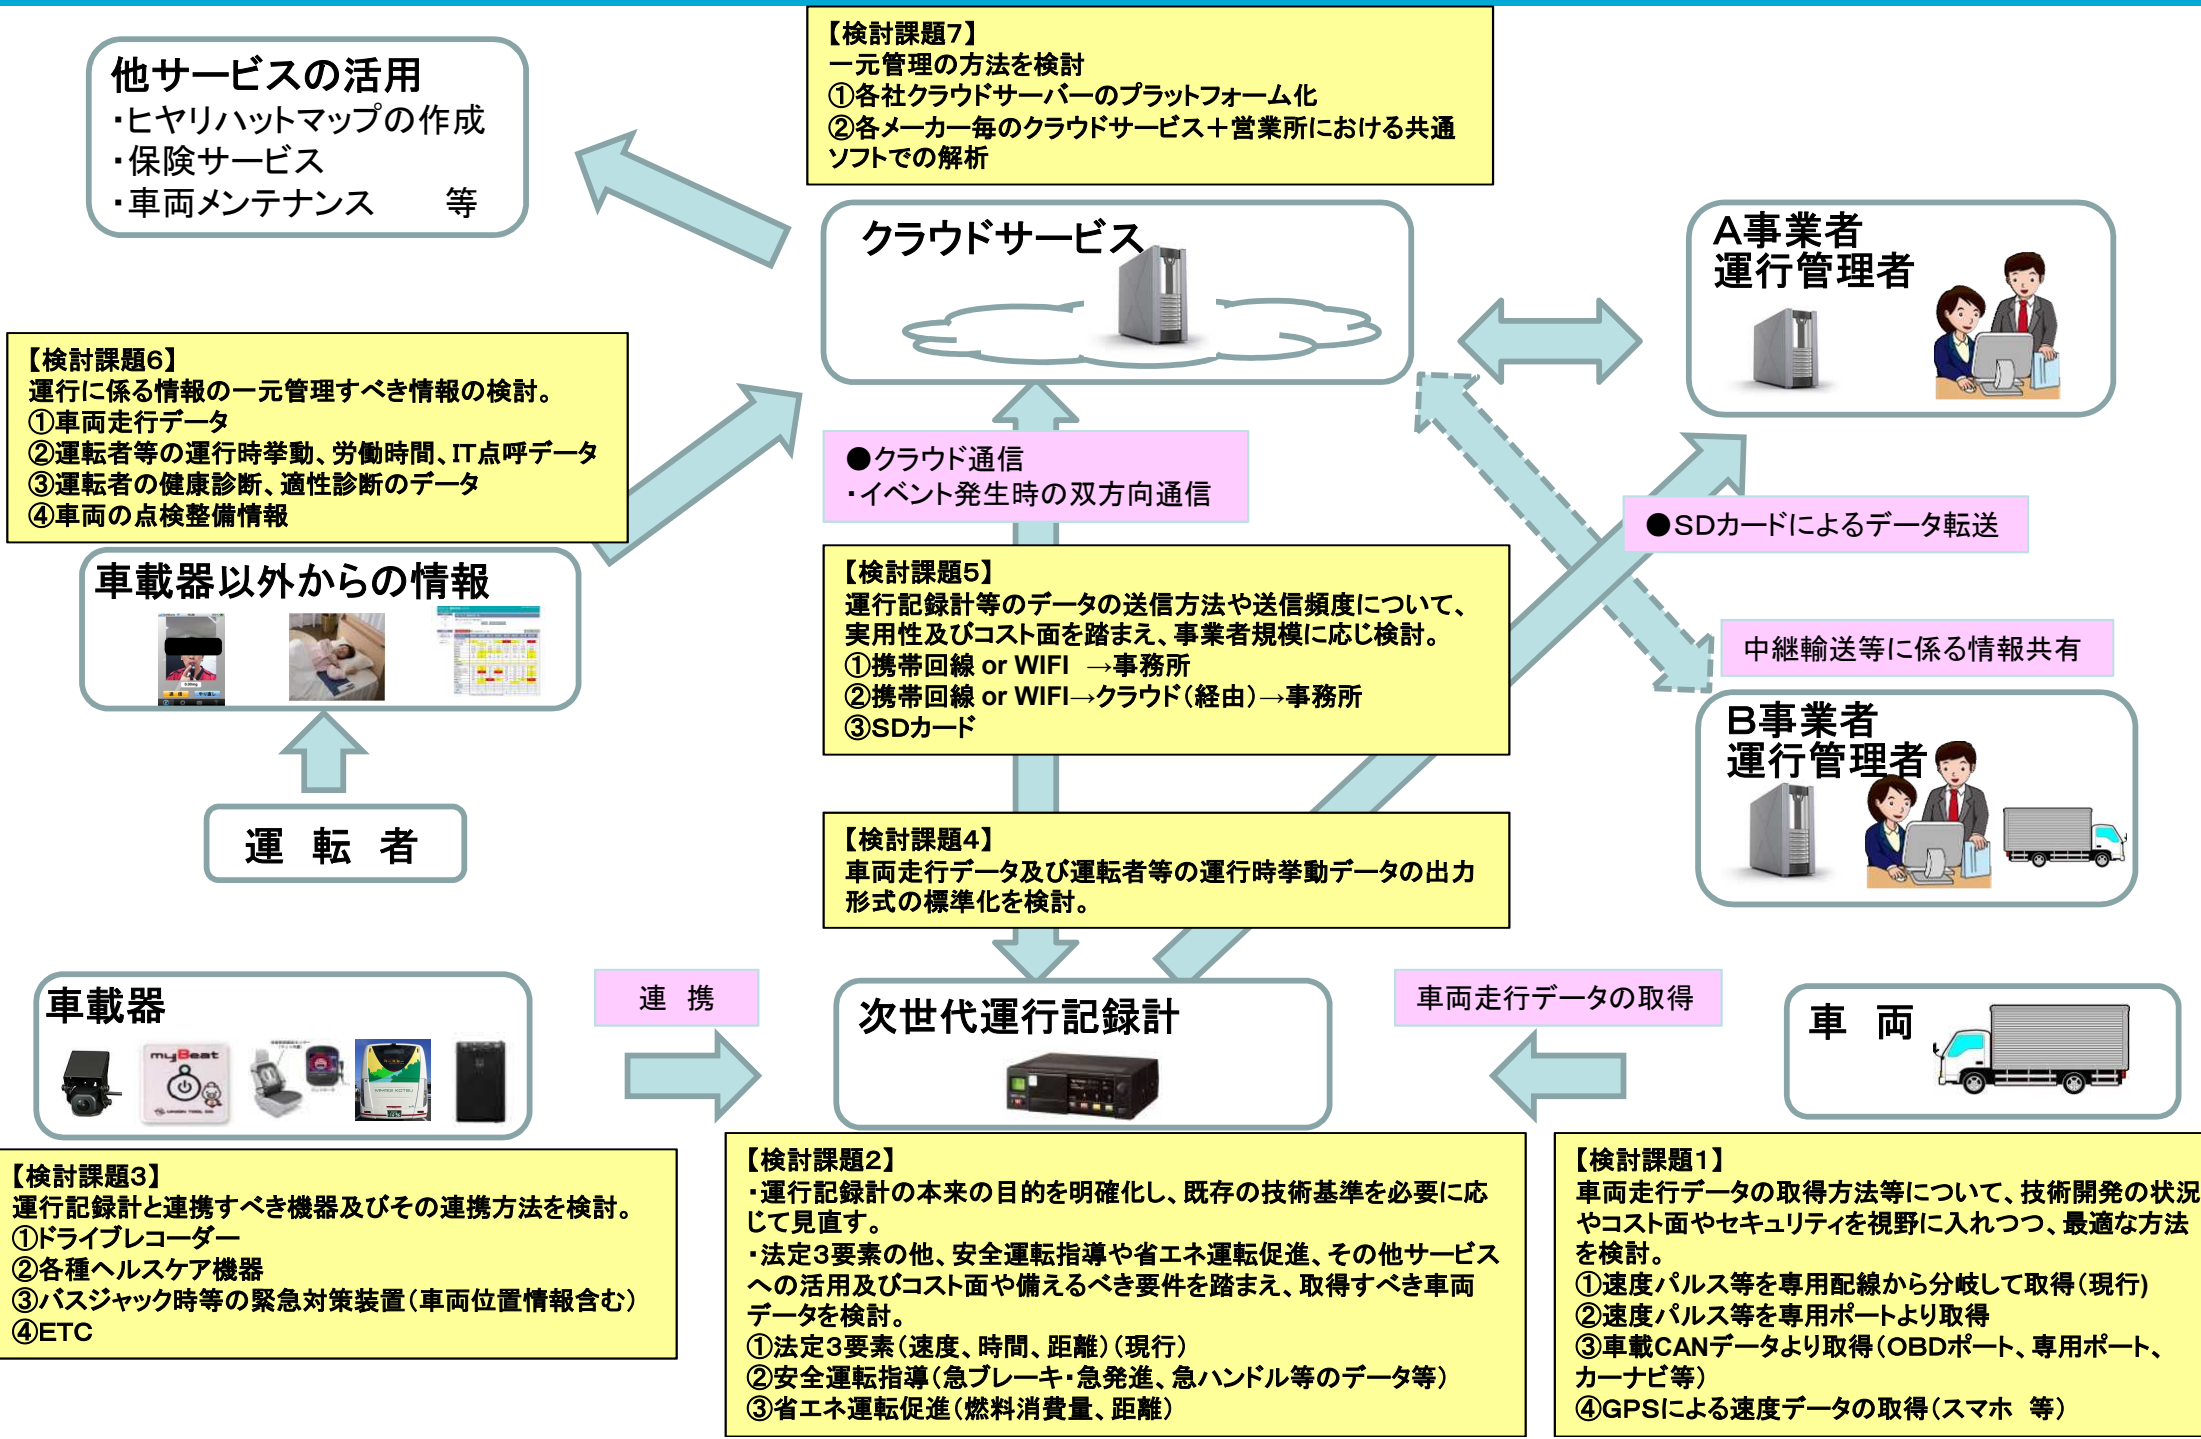 【検討課題7】
一元管理の方法を検討
①各社クラウドサーバーのプラットフォーム化
②各メーカー毎のクラウドサービス＋営業所における共通
ソフトでの解析
他サービスの活用
・ヒヤリハットマップの作成
・保険サービス
・車両メンテナンス　　等
クラウドサービス
A事業者
運行管理者
【検討課題6】
運行に係る情報の一元管理すべき情報の検討。
①車両走行データ
②運転者等の運行時挙動、労働時間、IT点呼データ
③運転者の健康診断、適性診断のデータ
④車両の点検整備情報
●クラウド通信
・イベント発生時の双方向通信
●SDカードによるデータ転送
車載器以外からの情報
【検討課題5】
運行記録計等のデータの送信方法や送信頻度について、
実用性及びコスト面を踏まえ、事業者規模に応じ検討。
①携帯回線 or WIFI　→事務所
②携帯回線 or WIFI→クラウド（経由）→事務所
③SDカード
中継輸送等に係る情報共有
B事業者
運行管理者
運　転　者
【検討課題4】
車両走行データ及び運転者等の運行時挙動データの出力
形式の標準化を検討。
車載器
myBeat
連　携
次世代運行記録計
車両走行データの取得
車　両
【検討課題3】
運行記録計と連携すべき機器及びその連携方法を検討。
①ドライブレコーダー
②各種ヘルスケア機器
③バスジャック時等の緊急対策装置（車両位置情報含む）
④ETC
【検討課題2】
・運行記録計の本来の目的を明確化し、既存の技術基準を必要に応
じて見直す。
・法定3要素の他、安全運転指導や省エネ運転促進、その他サービス
への活用及びコスト面や備えるべき要件を踏まえ、取得すべき車両
データを検討。
①法定3要素（速度、時間、距離）（現行）
②安全運転指導（急ブレーキ・急発進、急ハンドル等のデータ等）
③省エネ運転促進（燃料消費量、距離）
【検討課題1】
車両走行データの取得方法等について、技術開発の状況
やコスト面やセキュリティを視野に入れつつ、最適な方法
を検討。
①速度パルス等を専用配線から分岐して取得（現行)
②速度パルス等を専用ポートより取得
③車載CANデータより取得（OBDポート、専用ポート、
カーナビ等）
④GPSによる速度データの取得（スマホ　等）